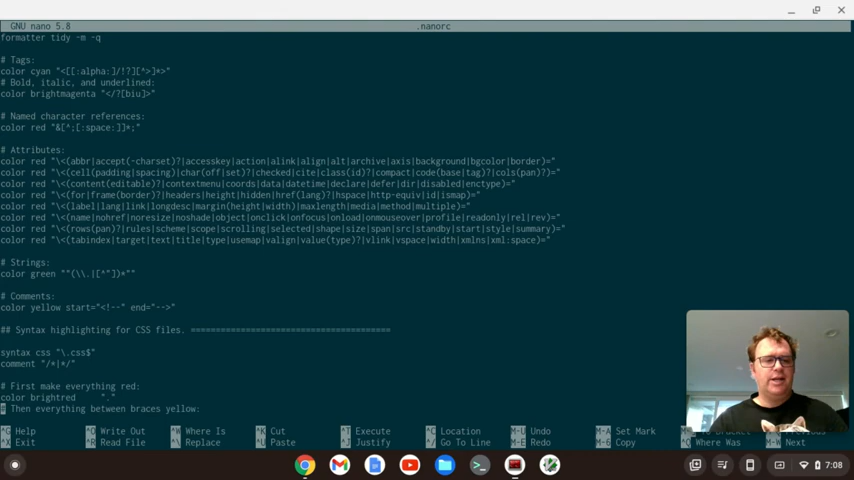 GNU nano 5.8
.nanorc
formatter tidy -m -q
# Tags:
color cyan "<[[:alpha:]/!?][^>]*>"
# Bold, italic, and underlined:
color brightmagenta "</?[biu]>"
# Named character references:
color red "&[^;[:space:]]*;"
# Attributes:
color red "\<(abbr|accept(-charset)?|accesskey|action|alink|align|alt|archive|axis|background|bgcolor|border)="
color red "\<(cell(padding|spacing)|char(off|set)?|checked|cite|class(id)?|compact|code(base|tag)?|cols(pan)?)="
color red "\<(content(editable)?|contextmenu|coords|data|datetime|declare|defer|dir|disabled|enctype)="
color red "\<(for|frame(border)?|headers|height|hidden|href(lang)?|hspace|http-equiv|id|ismap)="
color red "\<(label|lang|link|longdesc|margin(height|width)|maxlength|media|method|multiple)="
color red "\<(name|nohref|noresize|noshade|object|onclick|onfocus|onload|onmouseover|profile|readonly|rel|rev)="
color red "\<(rows(pan)?|rules|scheme|scope|scrolling|selected|shape|size|span|src|standby|start|style|summary)="
color red "\<(tabindex|target|text|title|type|usemap|valign|value(type)?|vlink|vspace|width|xmlns|xml:space)="
# Strings:
color green ""(\\.|[^"])*""
# Comments:
color yellow start="<!--" end="-->"
## Syntax highlighting for CSS files. =========================================
syntax css "\.css$"
comment "/*|*/"
# First make everything red:
color brightred "."
# Then everything between braces yellow:
^G Help ^O Write Out ^W Where Is ^K Cut ^T Execute ^C Location M-U Undo M-A Set Mark
^X Exit ^R Read File ^\ Replace ^U Paste ^J Justify ^/ Go To Line M-E Redo M-6 Copy ^Q Where Was M-W Next
7:08